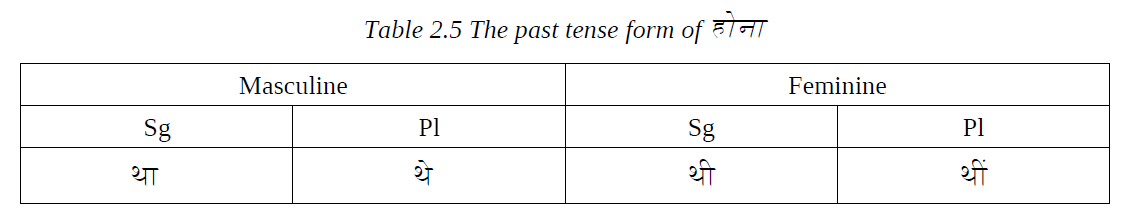 Table 2.5 The past tense form of होना
Masculine Feminine
Sg Pl Sg Pl
था थे थी थीं